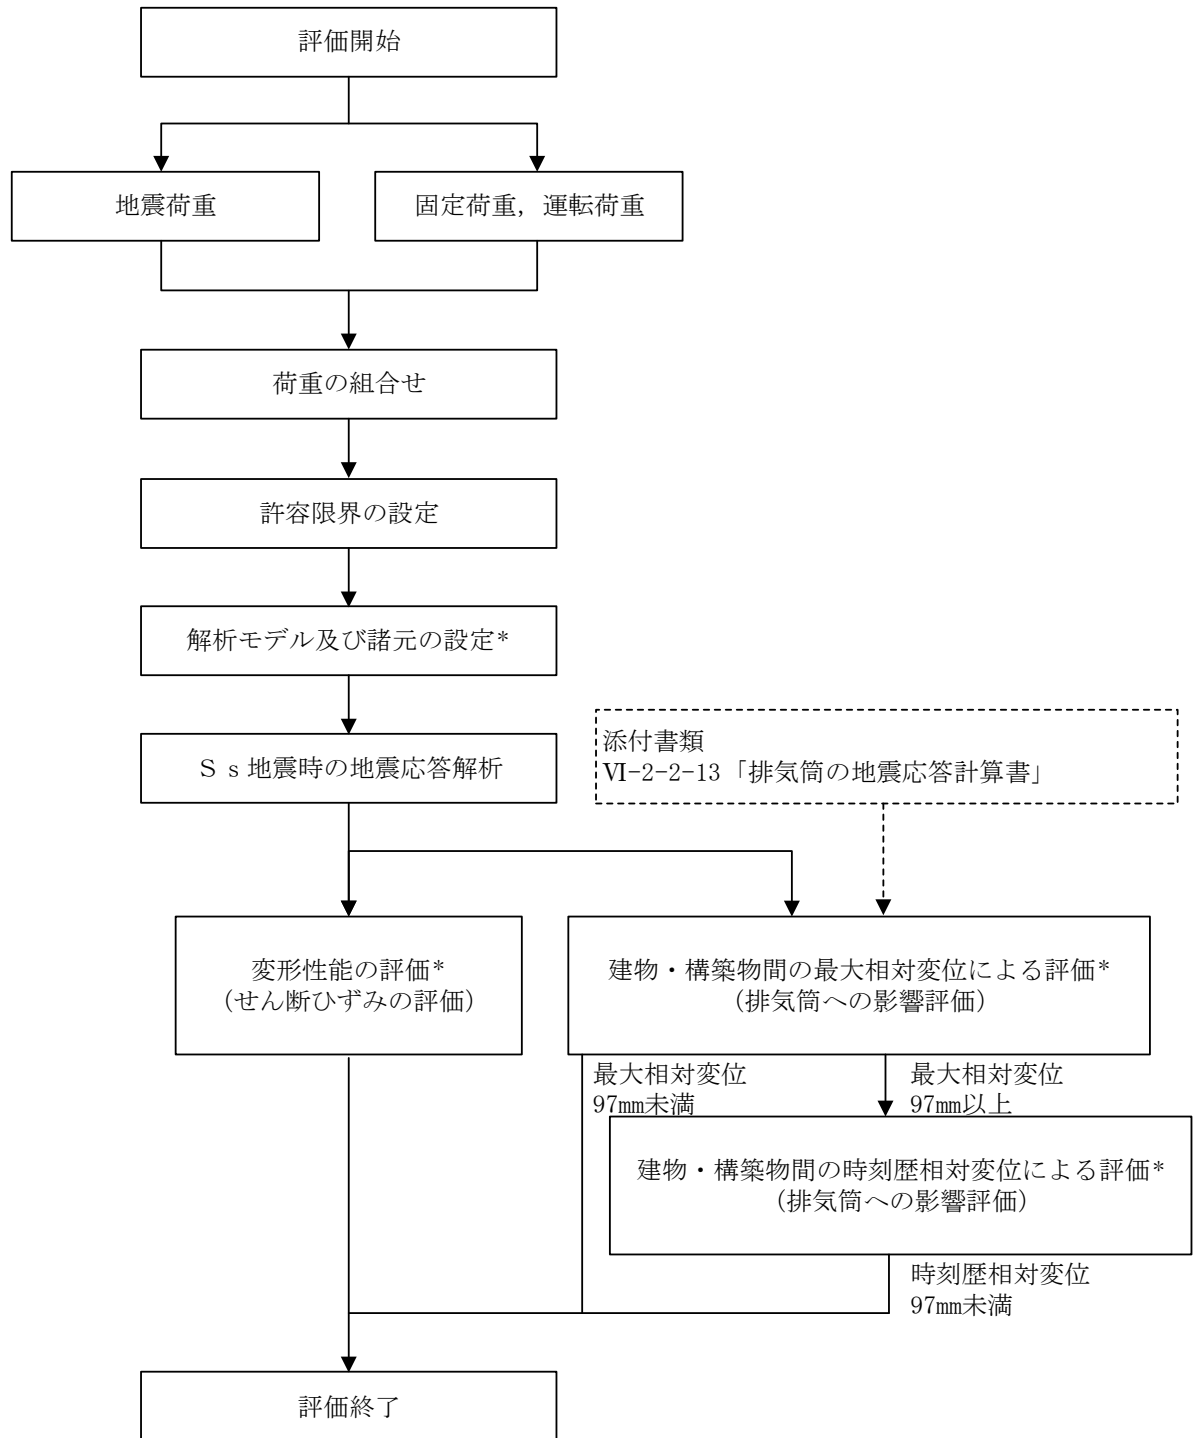 評価開始
地震荷重
固定荷重，運転荷重
荷重の組合せ
許容限界の設定
解析モデル及び諸元の設定*
Ｓｓ地震時の地震応答解析
添付書類
Ⅵ-2-2-13「排気筒の地震応答計算書」
変形性能の評価*
（せん断ひずみの評価）
建物・構築物間の最大相対変位による評価*
（排気筒への影響評価）
最大相対変位
97mm未満
最大相対変位
97mm以上
建物・構築物間の時刻歴相対変位による評価*
（排気筒への影響評価）
時刻歴相対変位
97mm未満
評価終了